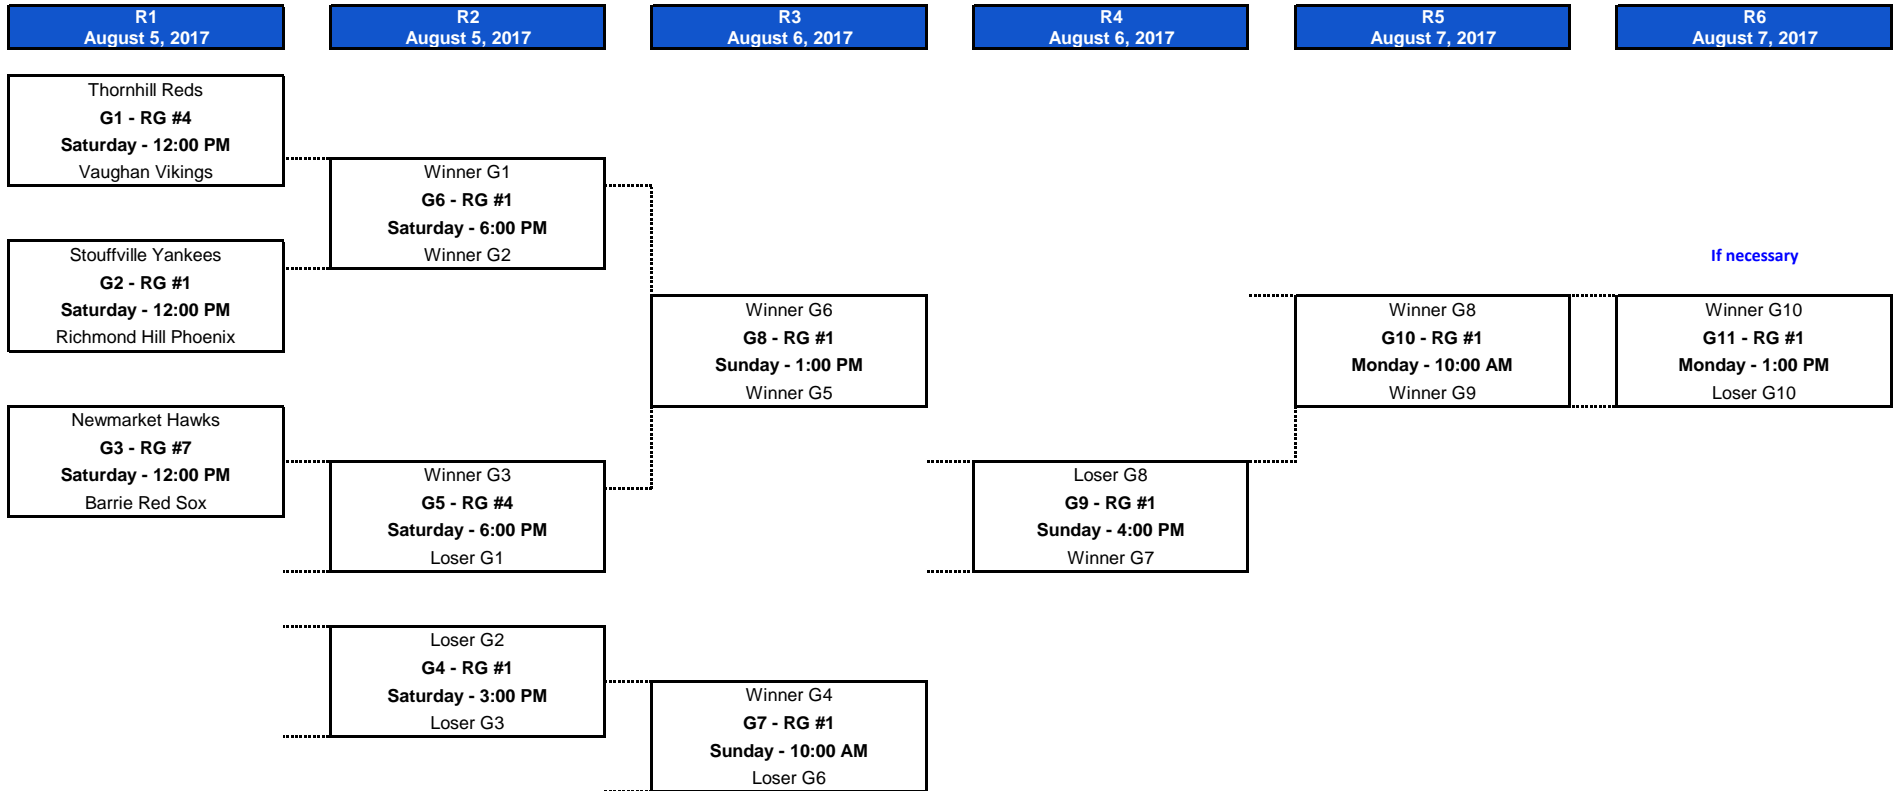 R1
August 5, 2017
R2
August 5, 2017
R3
August 6, 2017
R4
August 6, 2017
R5
August 7, 2017
R6
August 7, 2017
Thornhill Reds
G1 - RG #4
Saturday - 12:00 PM
Vaughan Vikings
Stouffville Yankees
G2 - RG #1
Saturday - 12:00 PM
Richmond Hill Phoenix
Newmarket Hawks
G3 - RG #7
Saturday - 12:00 PM
Barrie Red Sox
Winner G1
G6 - RG #1
Saturday - 6:00 PM
Winner G2
Winner G3
G5 - RG #4
Saturday - 6:00 PM
Loser G1
Loser G2
G4 - RG #1
Saturday - 3:00 PM
Loser G3
Winner G6
G8 - RG #1
Sunday - 1:00 PM
Winner G5
Winner G4
G7 - RG #1
Sunday - 10:00 AM
Loser G6
Loser G8
G9 - RG #1
Sunday - 4:00 PM
Winner G7
Winner G8
G10 - RG #1
Monday - 10:00 AM
Winner G9
If necessary
Winner G10
G11 - RG #1
Monday - 1:00 PM
Loser G10